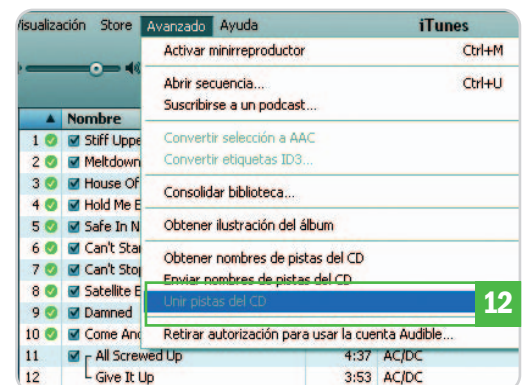 Visualización Store Avanzado Ayuda iTunes
Activar minirreproductor Ctrl+M
Abrir secuencia... Ctrl+U
Suscribirse a un podcast...
Nombre
Convertir selección a AAC
Convertir etiquetas ID3...
Consolidar biblioteca...
Obtener ilustración del álbum
Obtener nombres de pistas del CD
Enviar nombres de pistas del CD
Unir pistas del CD
12
Retirar autorización para usar la cuenta Audible...
1 Stiff Uppe
2 Meltdown
3 House Of
4 Hold Me B
5 Safe In N
6 Can't Sta
7 Can't Stop
8 Satellite B
9 Damned
10 Come And
11 All Screwed Up 4:37 AC/DC
12 Give It Up 3:53 AC/DC